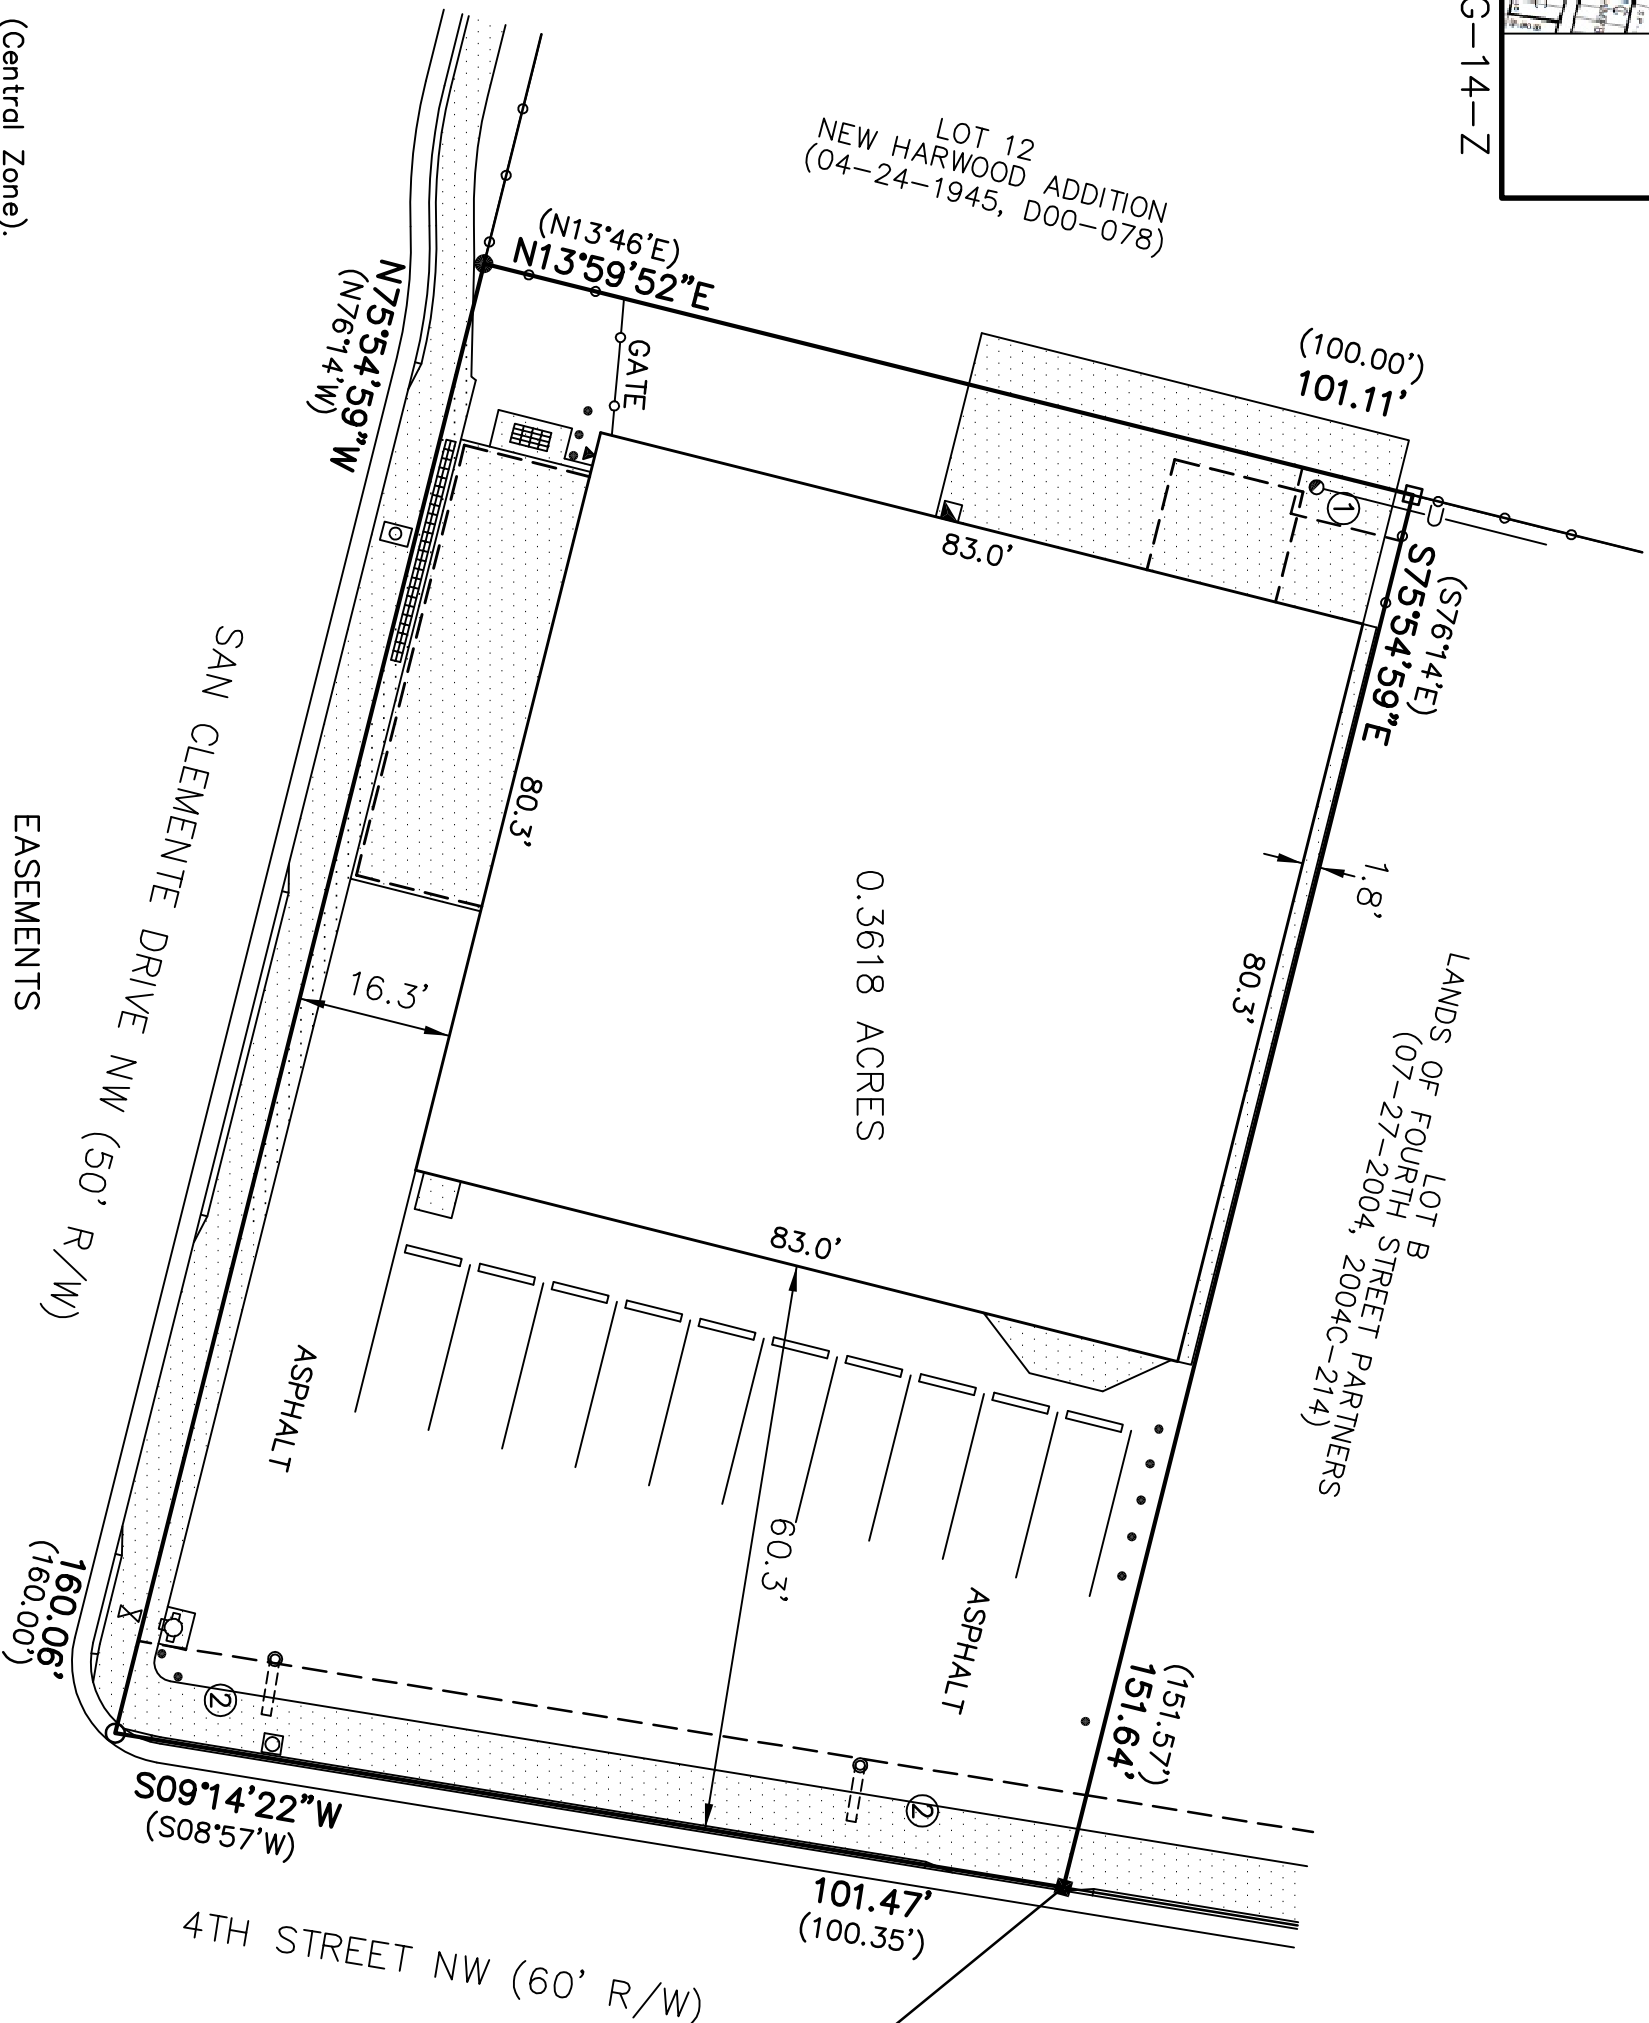 G-14-Z
LOT 12
NEW HARWOOD ADDITION
(04-24-1945, D00-078)
(N13°46'E)
N13°59'52"E
(100.00')
101.11'
N75°54'59"W
(N76°14'W)
GATE
1
83.0'
(S76°14'E)
S75°54'59"E
80.3'
0.3618 ACRES
1.8'
80.3'
16.3'
LOT B
LANDS OF FOURTH STREET PARTNERS
(07-27-2004, 2004C-214)
SAN CLEMENTE DRIVE NW (50' R/W)
83.0'
60.3'
ASPHALT
ASPHALT
(151.57')
151.64'
160.06'
(160.00')
2
2
S09°14'22"W
(S08°57'W)
101.47'
(100.35')
4TH STREET NW (60' R/W)
(Central Zone).
EASEMENTS